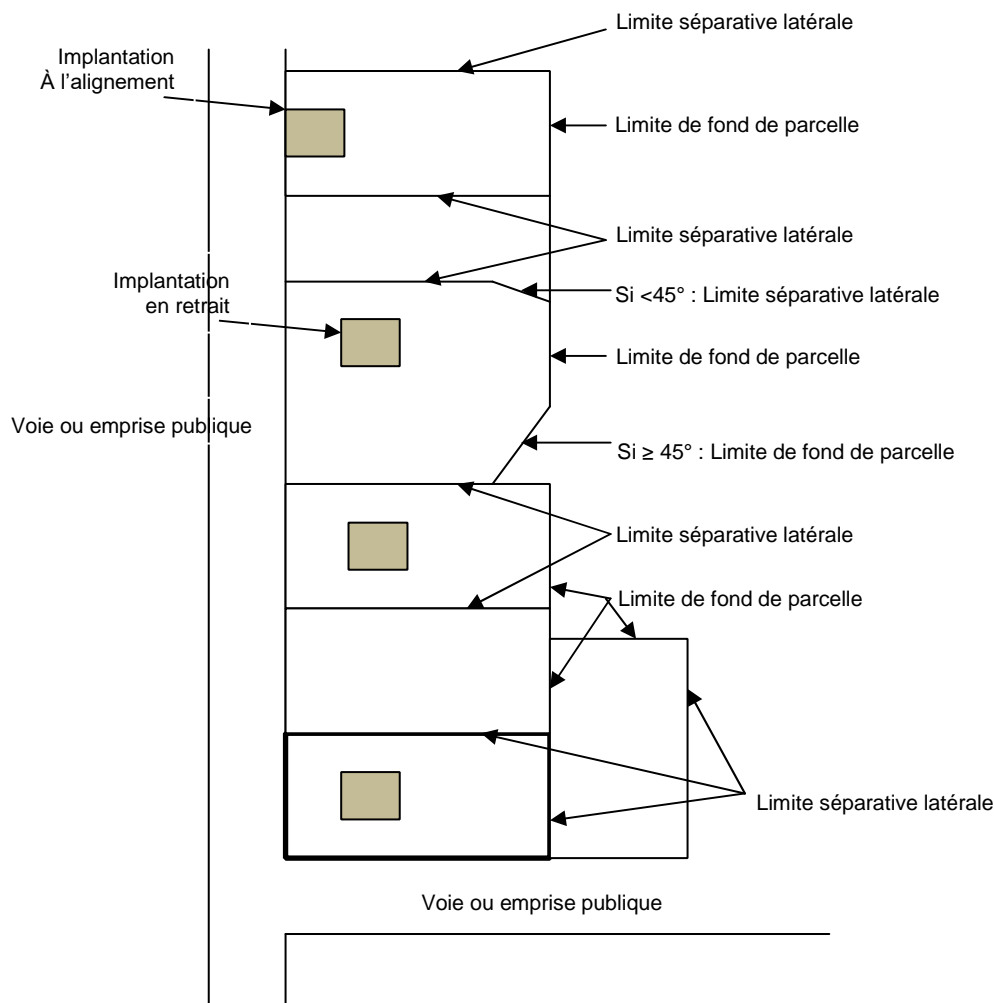 Limite séparative latérale
Implantation
À l'alignement
Limite de fond de parcelle
Limite séparative latérale
Implantation
en retrait
Si <45° : Limite séparative latérale
Limite de fond de parcelle
Voie ou emprise publique
Si ≥ 45° : Limite de fond de parcelle
Limite séparative latérale
Limite de fond de parcelle
Limite séparative latérale
Voie ou emprise publique